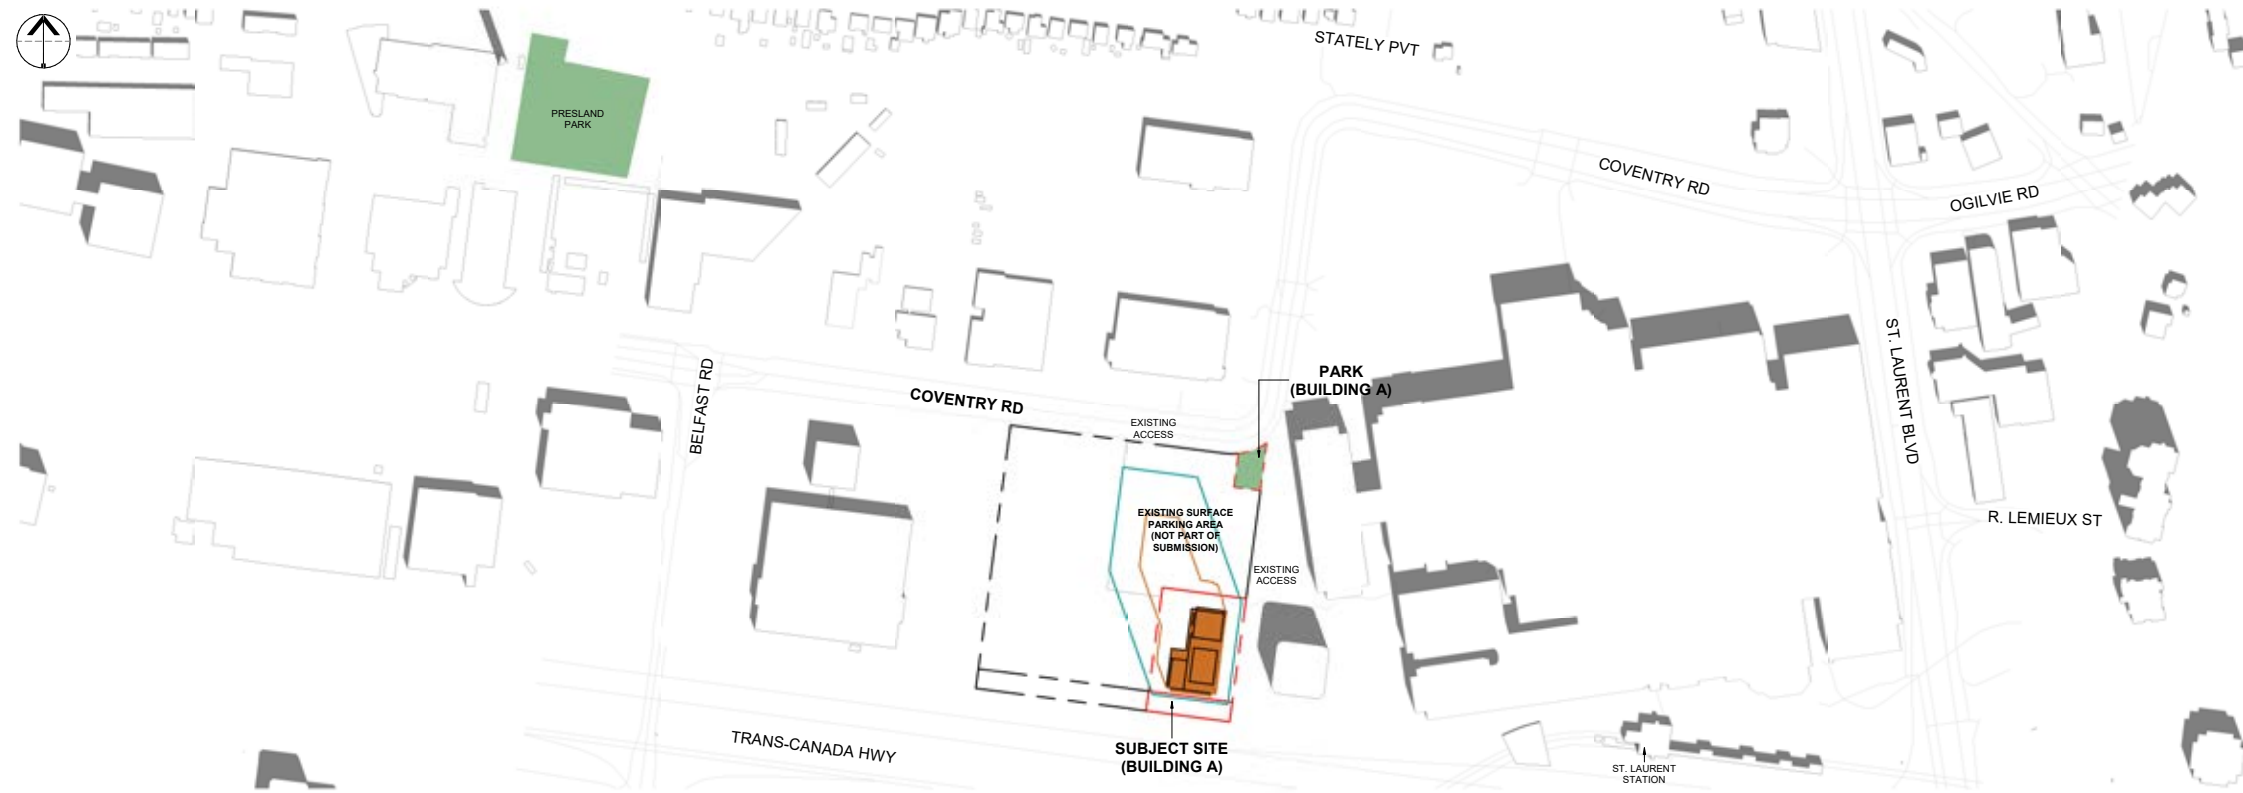 STATELY PVT
PRESLAND
PARK
COVENTRY RD
OGILVIE RD
ST. LAURENT BLVD
BELFAST RD
PARK
(BUILDING A)
COVENTRY RD
EXISTING
ACCESS
EXISTING SURFACE
PARKING AREA
(NOT PART OF
SUBMISSION)
R. LEMIEUX ST
EXISTING
ACCESS
TRANS-CANADA HWY
SUBJECT SITE
(BUILDING A)
ST. LAURENT
STATION